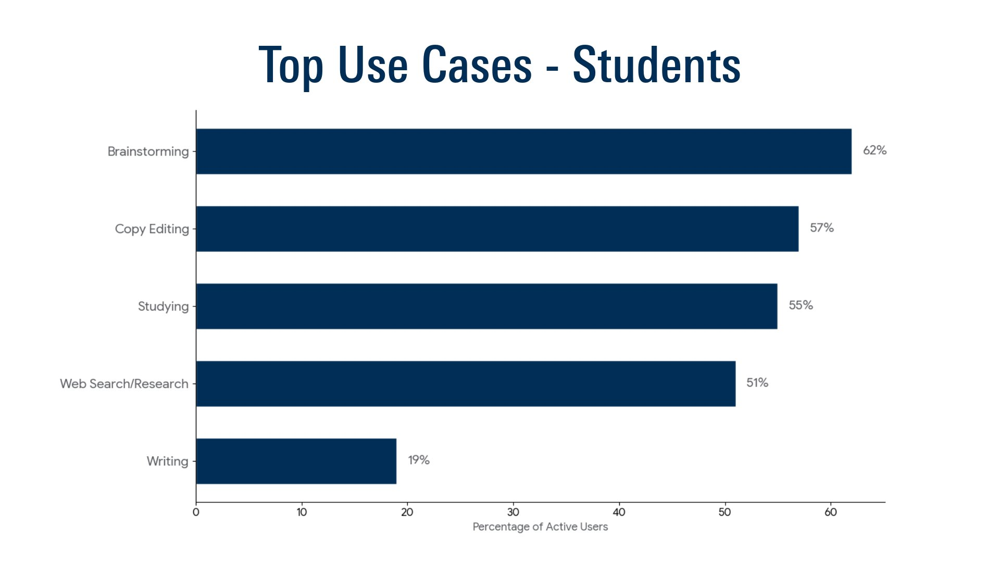 Top Use Cases - Students
Brainstorming 62%
Copy Editing 57%
Studying 55%
Web Search/Research 51%
Writing 19%
0 10 20 30 40 50 60
Percentage of Active Users